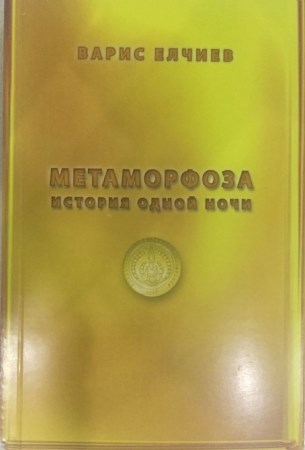 ВАРИС ЕЛЧИЕВ
МЕТАМОРФОЗА
ИСТОРИЯ ОДНОЙ НОЧИ